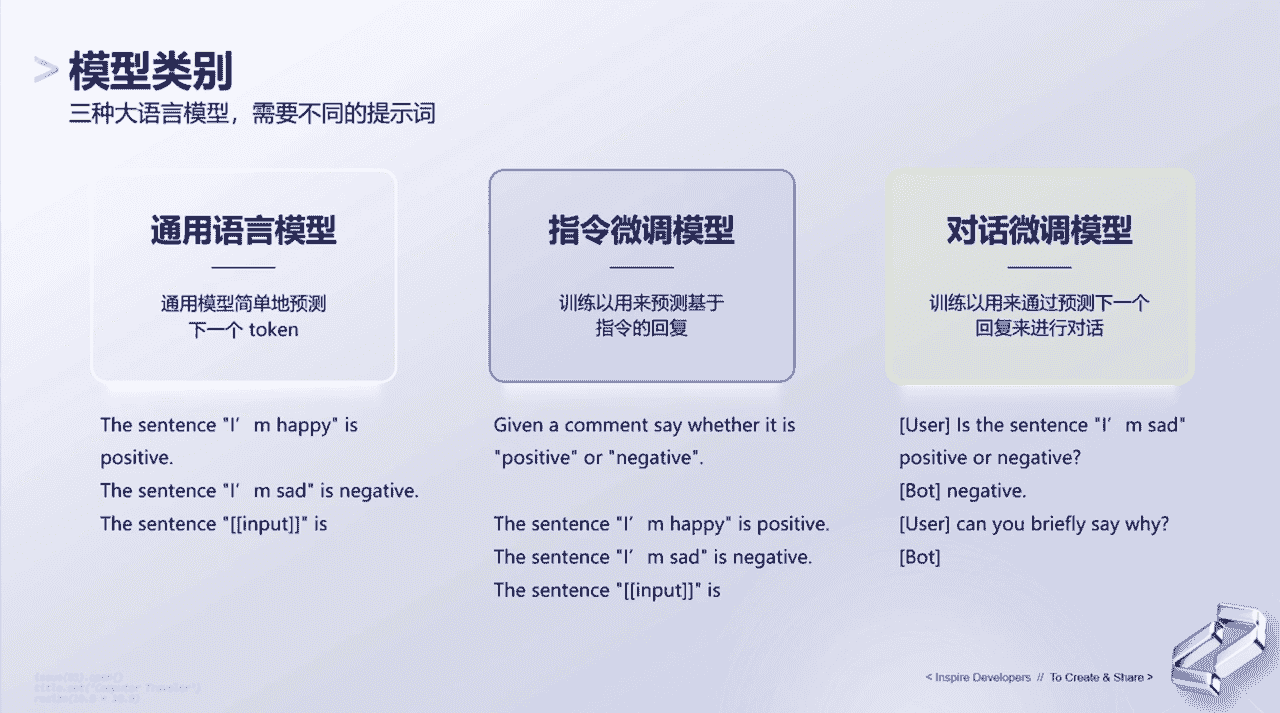 > 模型类别
三种大语言模型，需要不同的提示词
通用语言模型
通用模型简单地预测
下一个 token
The sentence "I’m happy" is
positive.
The sentence "I’m sad" is negative.
The sentence "[[input]]" is
指令微调模型
训练以用来预测基于
指令的回复
Given a comment say whether it is
"positive" or "negative".
The sentence "I’m happy" is positive.
The sentence "I’m sad" is negative.
The sentence "[[input]]" is
对话微调模型
训练以用来通过预测下一个
回复来进行对话
[User] Is the sentence "I’m sad"
positive or negative?
[Bot] negative.
[User] can you briefly say why?
[Bot]
< Inspire Developers // To Create & Share >